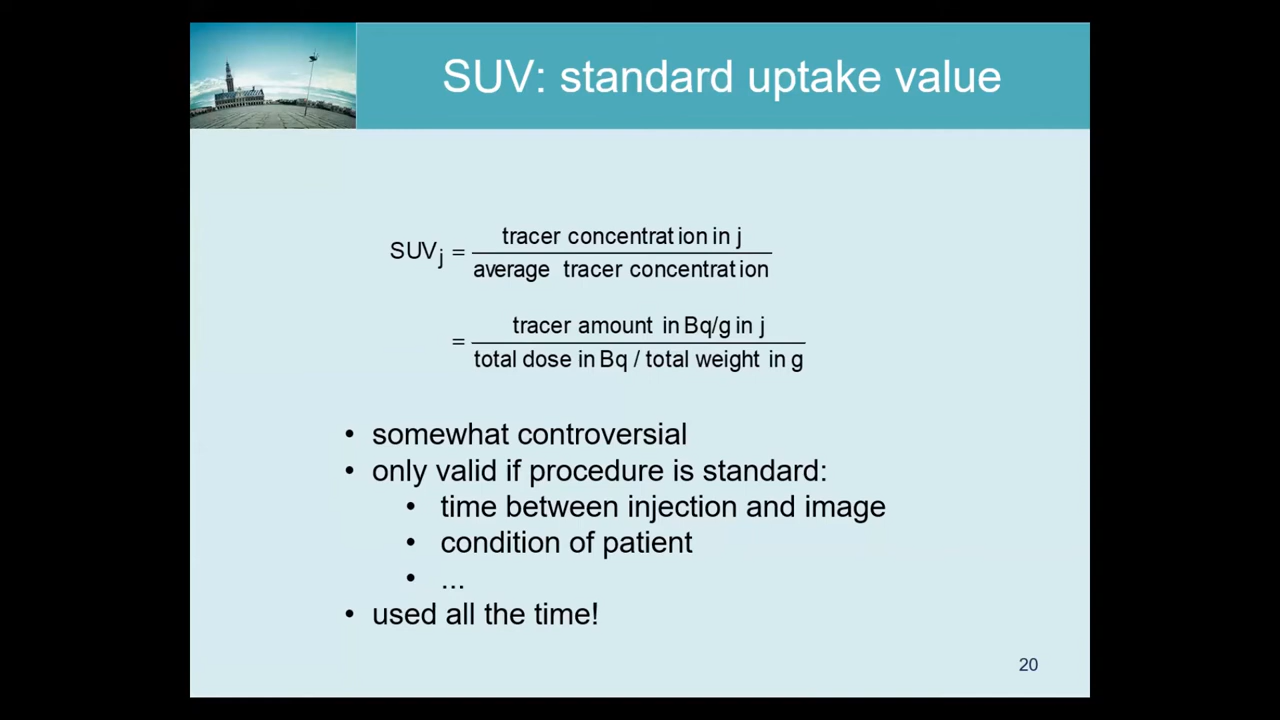 SUV: standard uptake value
tracer concentration in j
SUVj =
average tracer concentration
tracer amount in Bq/g in j
=
total dose in Bq / total weight in g
• somewhat controversial
• only valid if procedure is standard:
• time between injection and image
• condition of patient
• ...
• used all the time!
20